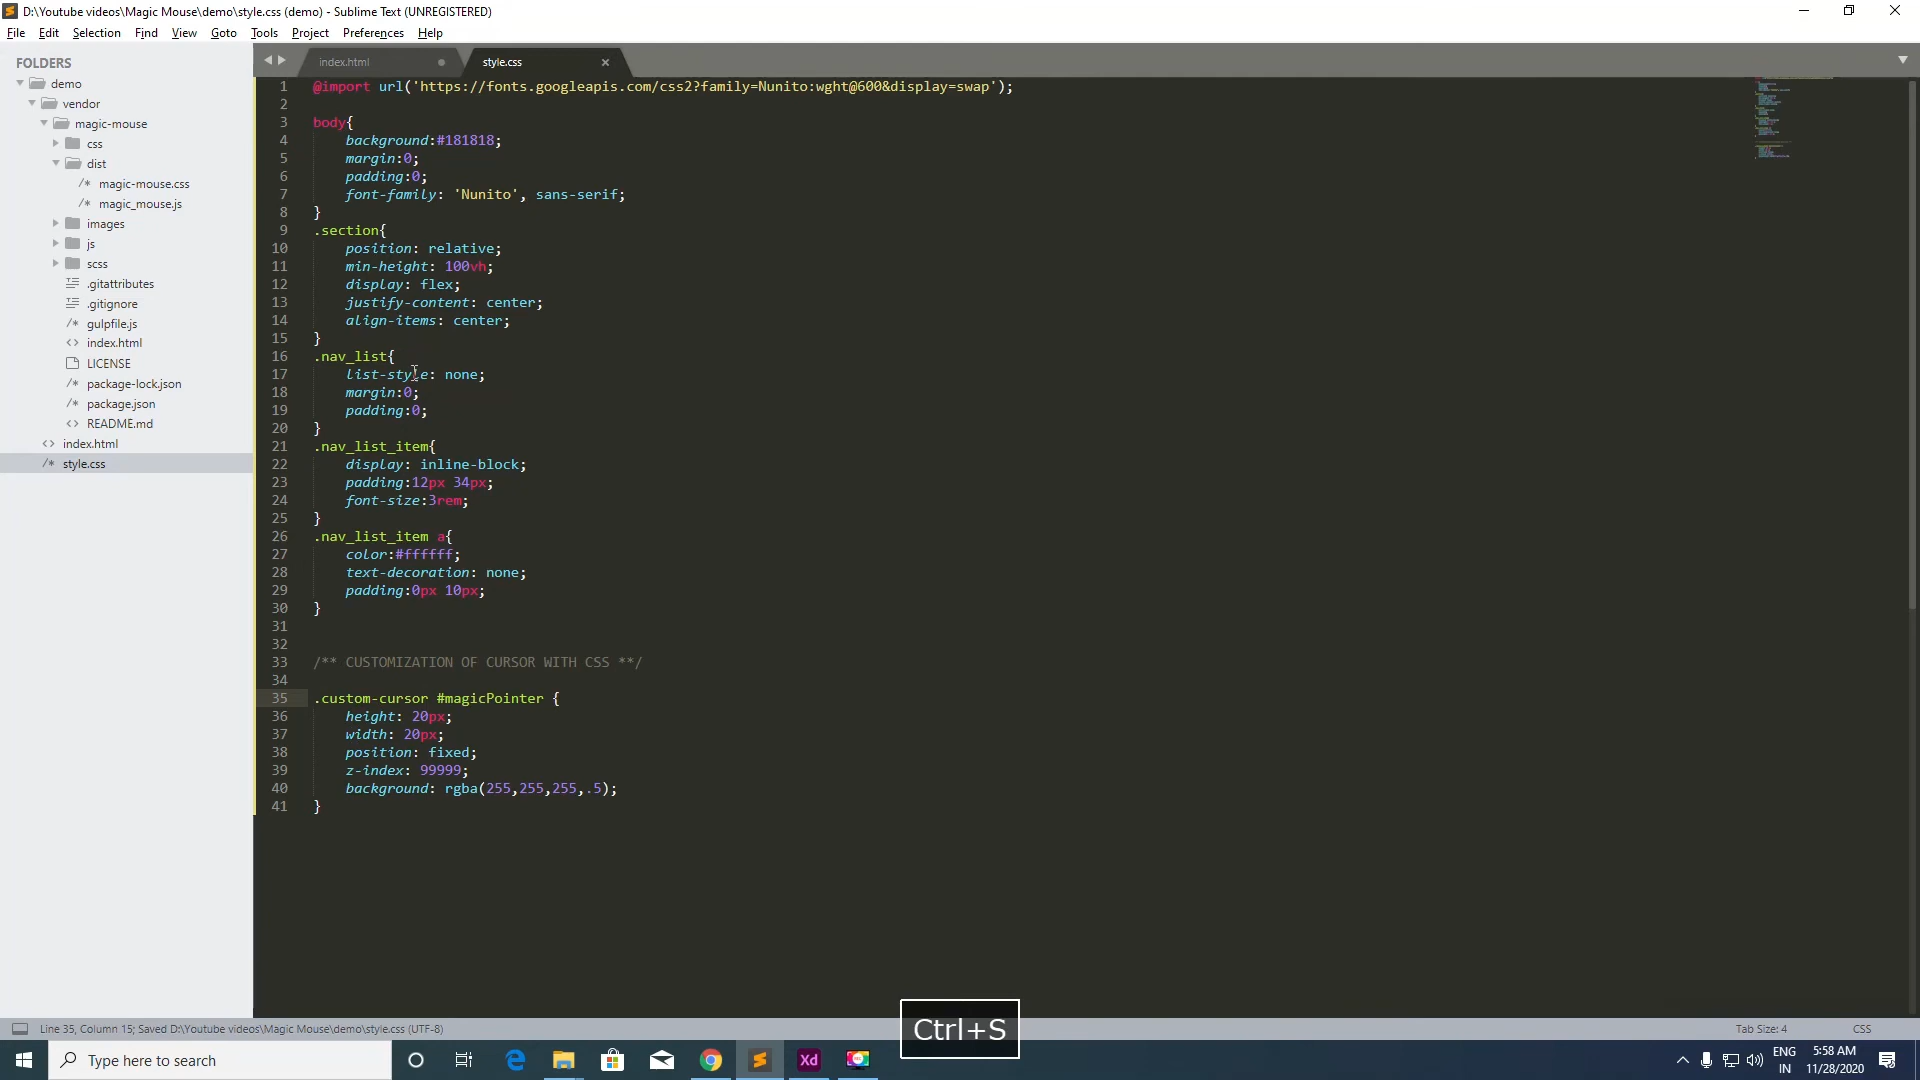 D:\Youtube videos\Magic Mouse\demo\style.css (demo) - Sublime Text (UNREGISTERED)
File Edit Selection Find View Goto Tools Project Preferences Help
FOLDERS
demo
vendor
magic-mouse
css
dist
magic-mouse.css
magic_mouse.js
images
js
scss
.gitattributes
.gitignore
gulpfile.js
index.html
LICENSE
package-lock.json
package.json
README.md
index.html
style.css
index.html style.css
1 @import url('https://fonts.googleapis.com/css2?family=Nunito:wght@600&display=swap');
2
3 body{
4 background:#181818;
5 margin:0;
6 padding:0;
7 font-family: 'Nunito', sans-serif;
8 }
9 .section{
10 position: relative;
11 min-height: 100vh;
12 display: flex;
13 justify-content: center;
14 align-items: center;
15 }
16 .nav_list{
17 list-style: none;
18 margin:0;
19 padding:0;
20 }
21 .nav_list_item{
22 display: inline-block;
23 padding:12px 34px;
24 font-size:3rem;
25 }
26 .nav_list_item a{
27 color:#ffffff;
28 text-decoration: none;
29 padding:0px 10px;
30 }
31
32
33 /** CUSTOMIZATION OF CURSOR WITH CSS **/
34
35 .custom-cursor #magicPointer {
36 height: 20px;
37 width: 20px;
38 position: fixed;
39 z-index: 99999;
40 background: rgba(255,255,255,.5);
41 }
Ctrl+S
Line 35, Column 15; Saved D:\Youtube videos\Magic Mouse\demo\style.css (UTF-8) Tab Size: 4 CSS
Type here to search
Xd
ENG
IN
5:58 AM
11/28/2020